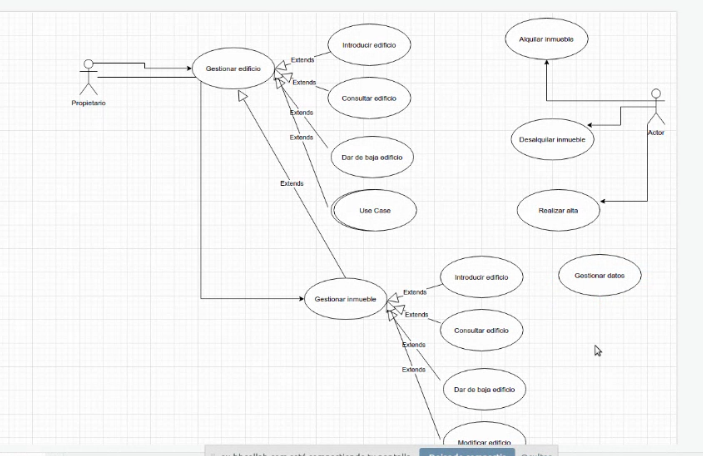 Introducir edificio
Alquilar inmueble
Extends
Gestionar edificio
Extends
Consultar edificio
Propietario
Extends
Actor
Extends
Desalquilar inmueble
Dar de baja edificio
Extends
Use Case
Realizar alta
Introducir edificio
Gostionar datos
Extends
Gestionar inmueble
Extends
Consultar edificio
Extends
Extends
Dar de baja edificio
Modificar edificio